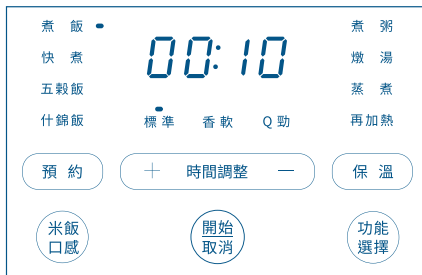 煮飯
煮粥
00:10
快煮
燉湯
五穀飯
蒸煮
什錦飯
標準
香軟
Q勁
再加熱
預約
＋ 時間調整 －
保溫
米飯
口感
開始
取消
功能
選擇